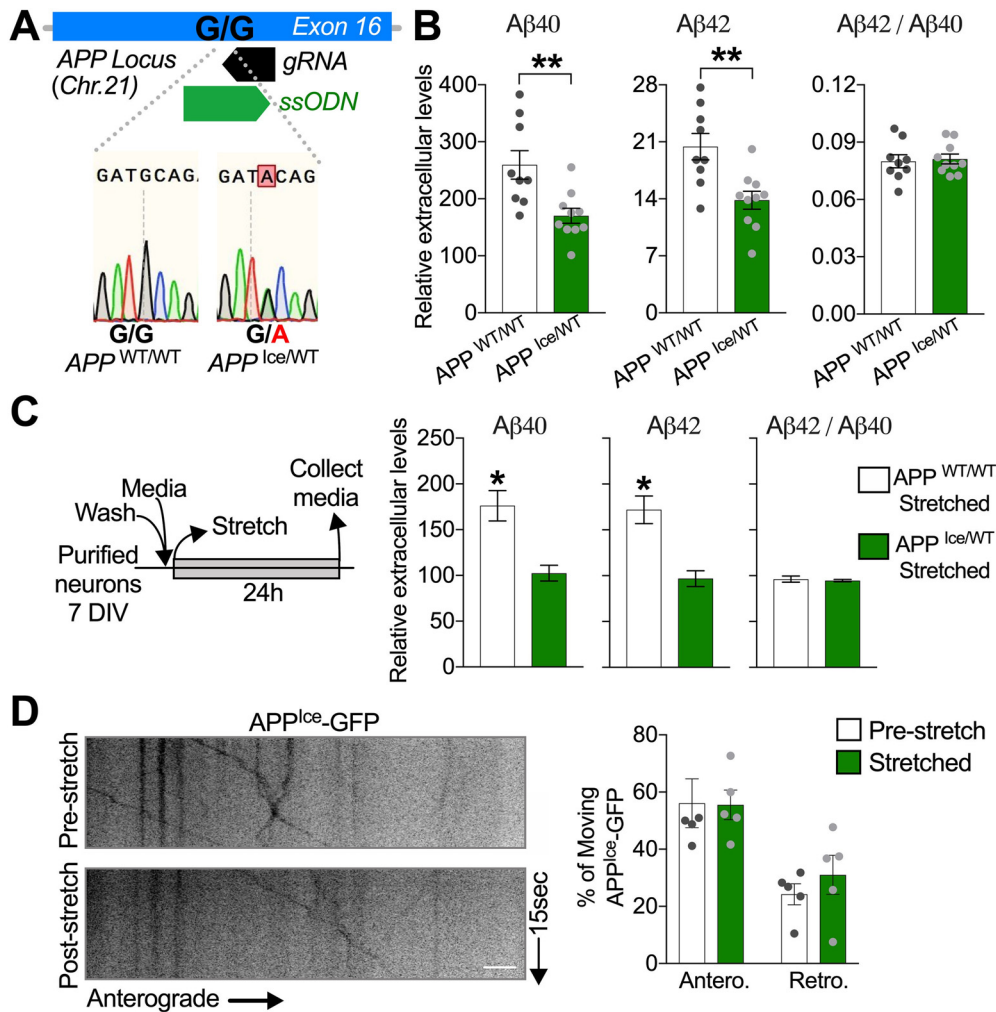 A
G/G Exon 16
APP Locus
(Chr.21)
gRNA
ssODN
GATGCAG
GATACAG
G/G
G/A
APP WT/WT
APP Ice/WT
B
Aβ40
Aβ42
Aβ42 / Aβ40
Relative extracellular levels
400
300
200
100
0
**
APP WT/WT
APP Ice/WT
28
21
14
7
0
**
APP WT/WT
APP Ice/WT
0.12
0.09
0.06
0.03
0.00
APP WT/WT
APP Ice/WT
C
Media
Wash
Stretch
Collect
media
Purified
neurons
7 DIV
24h
Aβ40
Aβ42
Aβ42 / Aβ40
Relative extracellular levels
250
200
150
100
50
0
*
*
APP WT/WT
Stretched
APP Ice/WT
Stretched
D
APPIce-GFP
Pre-stretch
Post-stretch
15sec
Anterograde
Pre-stretch
Stretched
% of Moving
APPIce-GFP
80
60
40
20
0
Antero.
Retro.